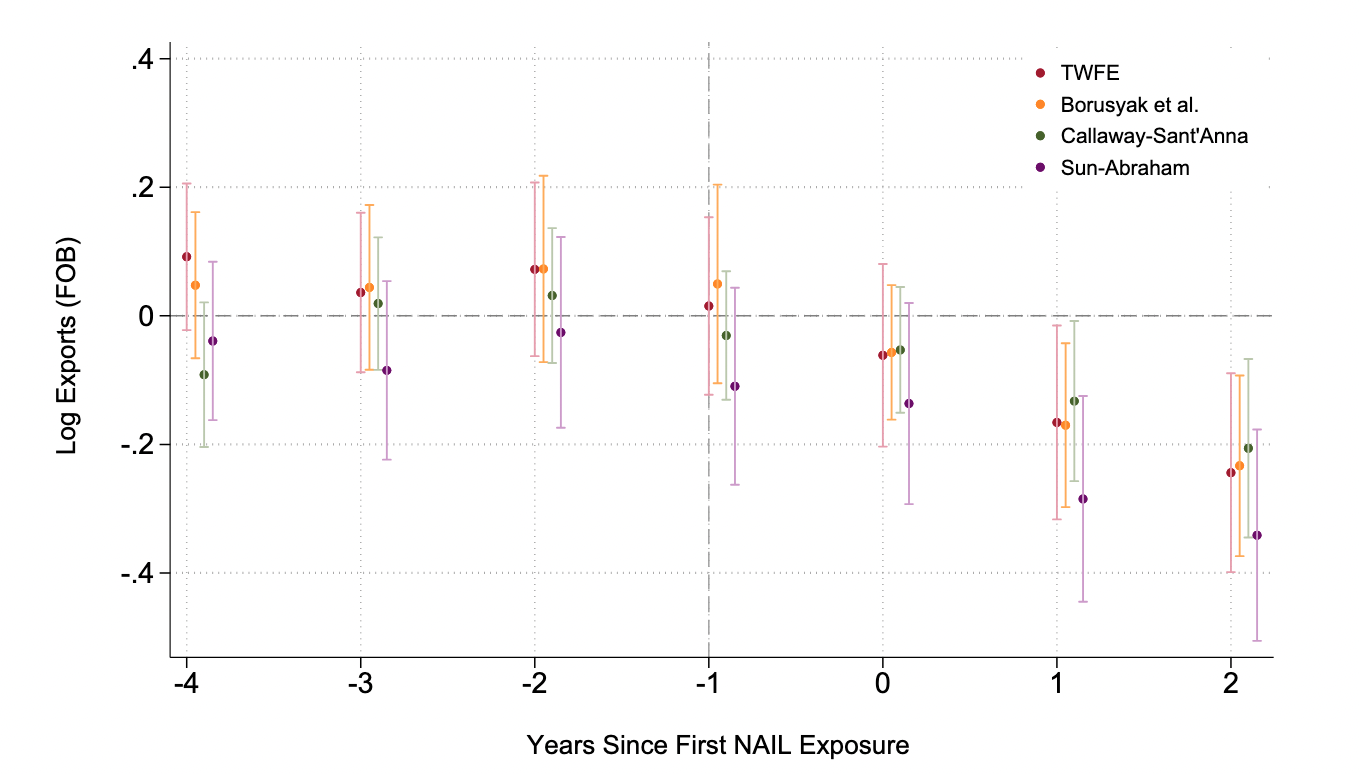 .4
.2
0
-.2
-.4
Log Exports (FOB)
TWFE
Borusyak et al.
Callaway-Sant'Anna
Sun-Abraham
-4 -3 -2 -1 0 1 2
Years Since First NAIL Exposure